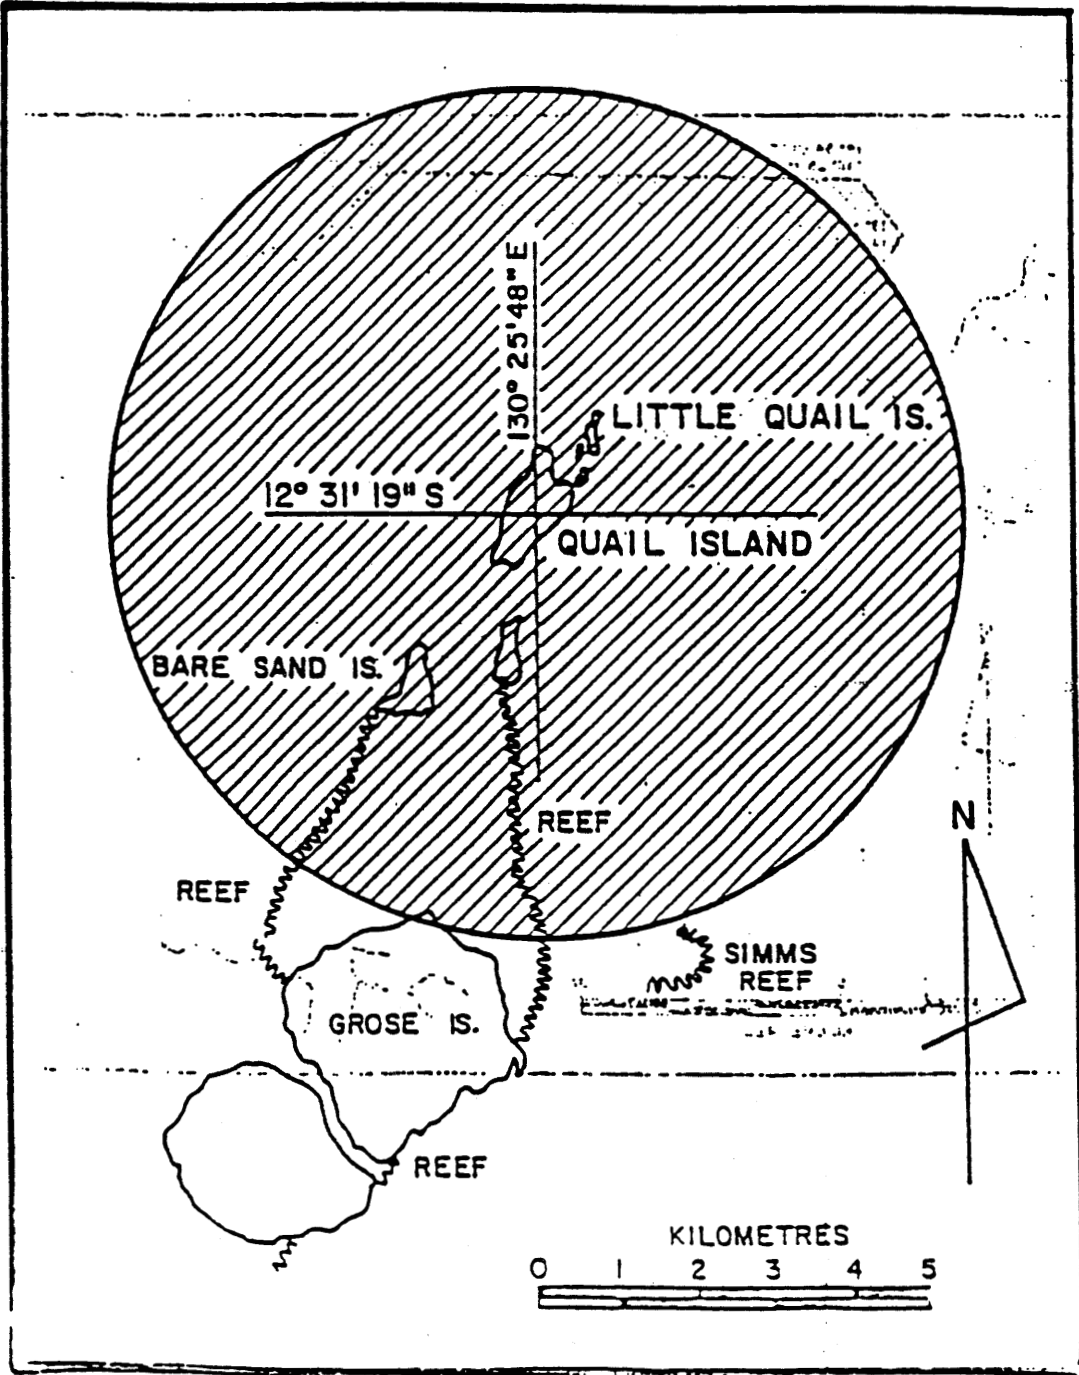 130° 25' 48" E
LITTLE QUAIL IS.
12° 31' 19" S
QUAIL ISLAND
BARE SAND IS.
REEF
REEF
SIMMS
REEF
GROSE IS.
REEF
N
KILOMETRES
0 1 2 3 4 5